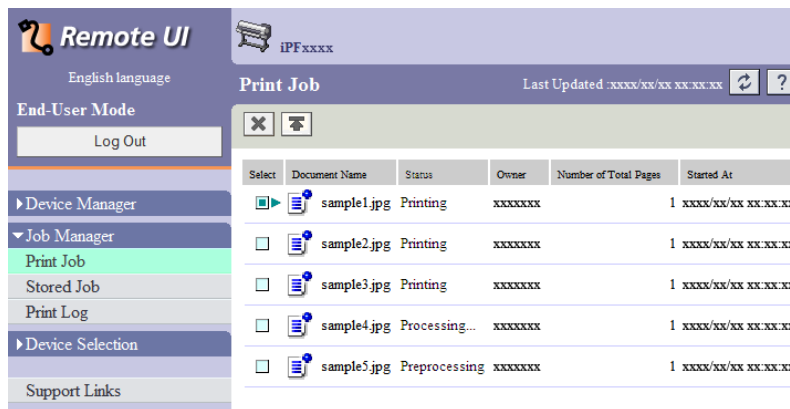 Remote UI
English language
End-User Mode
Log Out
Device Manager
Job Manager
Print Job
Stored Job
Print Log
Device Selection
Support Links
iPFxxxx
Print Job Last Updated :xxxx/xx/xx xx:xx:xx ?
Select Document Name Status Owner Number of Total Pages Started At
sample1.jpg Printing xxxxxxx 1 xxxx/xx/xx xx:xx:x
sample2.jpg Printing xxxxxxx 1 xxxx/xx/xx xx:xx:x
sample3.jpg Printing xxxxxxx 1 xxxx/xx/xx xx:xx:x
sample4.jpg Processing... xxxxxxx 1 xxxx/xx/xx xx:xx:x
sample5.jpg Preprocessing xxxxxxx 1 xxxx/xx/xx xx:xx:x